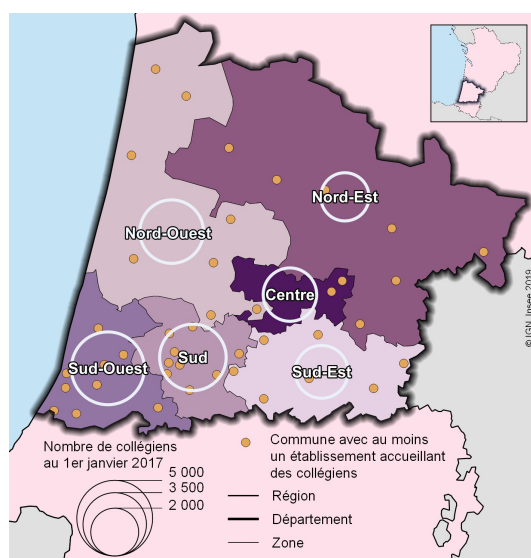 Nord-Est
Nord-Ouest
Centre
Sud-Ouest
Sud
Sud-Est
© IGN, Insee 2019
Nombre de collégiens
au 1er janvier 2017
5 000
3 500
2 000
Commune avec au moins
un établissement accueillant
des collégiens
Région
Département
Zone